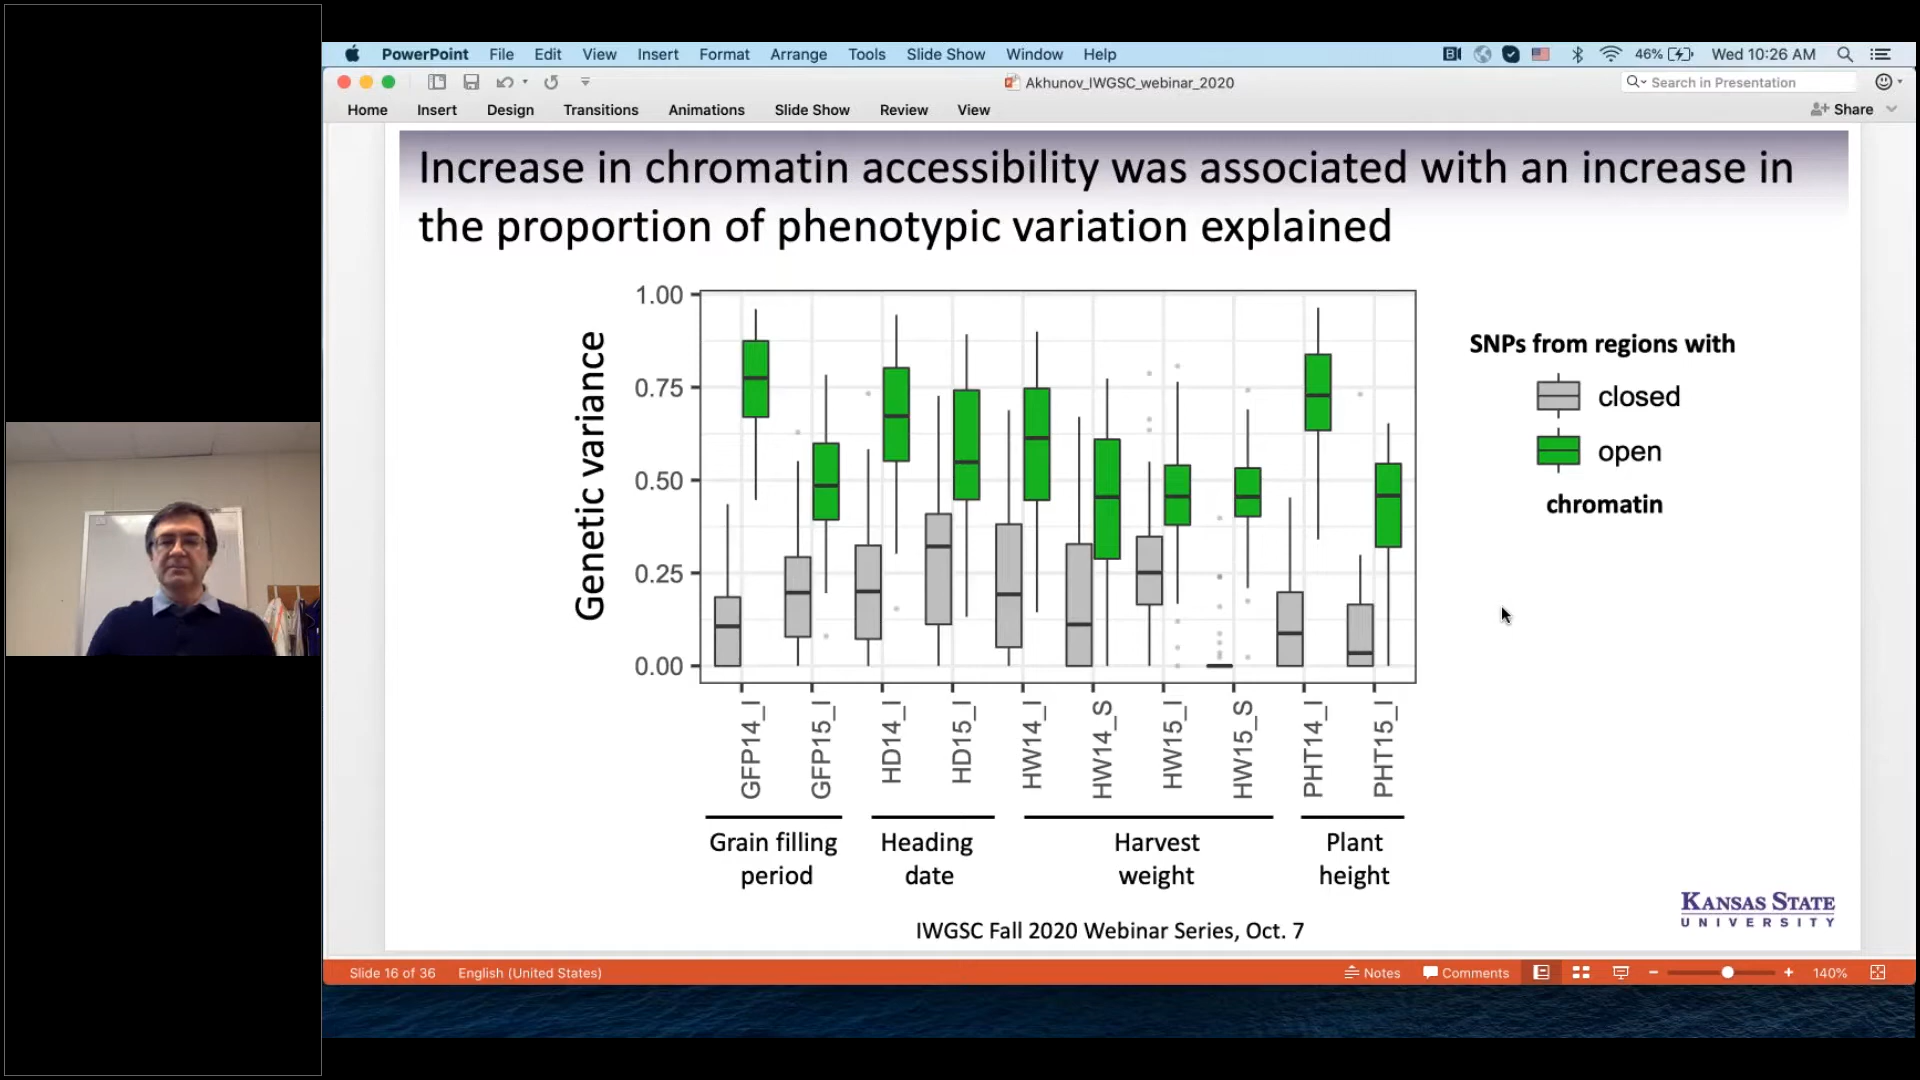 PowerPoint File Edit View Insert Format Arrange Tools Slide Show Window Help 46% Wed 10:26 AM
Akhunov_IWGSC_webinar_2020 Search in Presentation
Home Insert Design Transitions Animations Slide Show Review View Share
Increase in chromatin accessibility was associated with an increase in
the proportion of phenotypic variation explained
Genetic variance
1.00
0.75
0.50
0.25
0.00
GFP14_I
GFP15_I
HD14_I
HD15_I
HW14_I
HW14_S
HW15_I
HW15_S
PHT14_I
PHT15_I
Grain filling
period
Heading
date
Harvest
weight
Plant
height
SNPs from regions with
closed
open
chromatin
IWGSC Fall 2020 Webinar Series, Oct. 7
KANSAS STATE
UNIVERSITY
Slide 16 of 36 English (United States) Notes Comments 140%